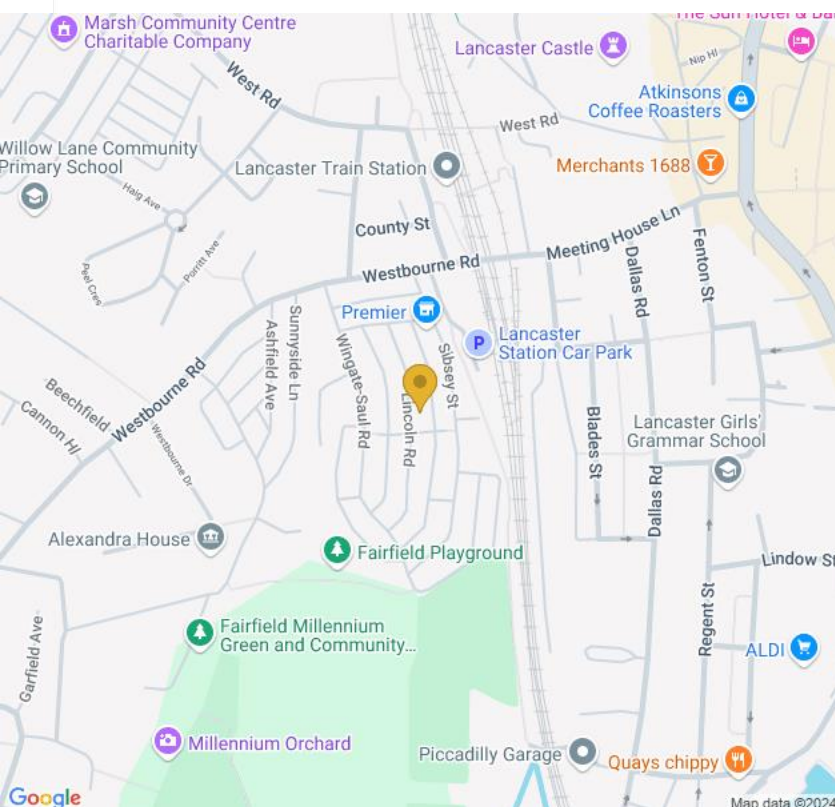 Marsh Community Centre
Charitable Company
The Sun Hotel & Ba
Lancaster Castle
Nip Hl
West Rd
Atkinsons
Coffee Roasters
West Rd
Willow Lane Community
Primary School
Lancaster Train Station
Merchants 1688
Haig Ave
County St
Meeting House Ln
Fenton St
Porritt Ave
Peel Cres
Westbourne Rd
Dallas Rd
Premier
Lancaster
Station Car Park
P
Sunnyside Ln
Ashfield Ave
Wingate-Saul Rd
Sibsey St
Westbourne Rd
Beechfield
Cannon Hl
Lincoln Rd
Blades St
Lancaster Girls'
Grammar School
Westbourne Dr
Dallas Rd
Alexandra House
Fairfield Playground
Lindow St
Regent St
Fairfield Millennium
Green and Community...
Garfield Ave
ALDI
Millennium Orchard
Piccadilly Garage
Quays chippy
Google
Map data ©2024